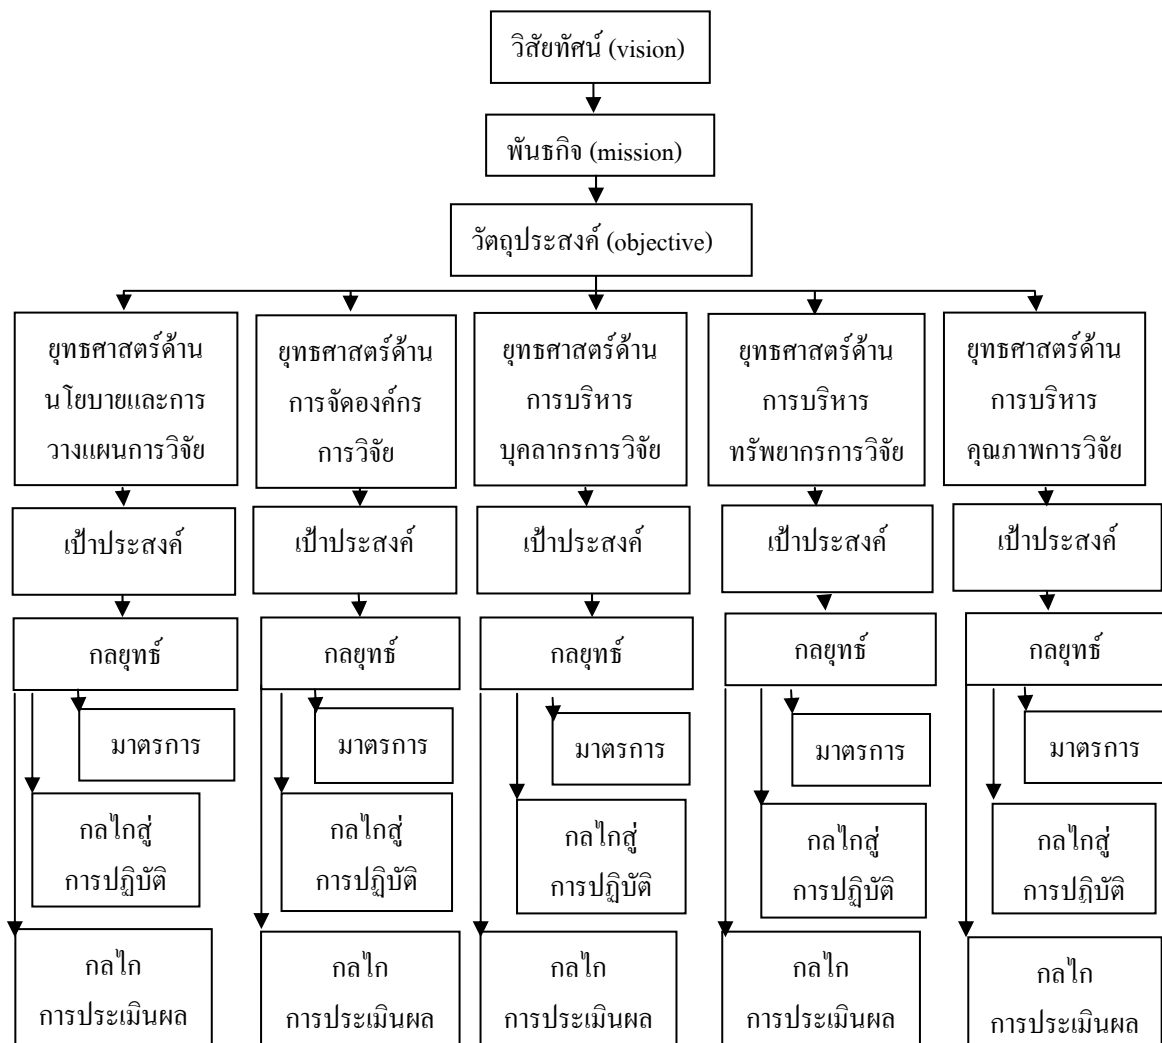 วิสัยทัศน์ (vision)
พันธกิจ (mission)
วัตถุประสงค์ (objective)
ยุทธศาสตร์ด้าน
นโยบายและการ
วางแผนการวิจัย
ยุทธศาสตร์ด้าน
การจัดองค์กร
การวิจัย
ยุทธศาสตร์ด้าน
การบริหาร
บุคลากรการวิจัย
ยุทธศาสตร์ด้าน
การบริหาร
ทรัพยากรการวิจัย
ยุทธศาสตร์ด้าน
การบริหาร
คุณภาพการวิจัย
เป้าประสงค์
เป้าประสงค์
เป้าประสงค์
เป้าประสงค์
เป้าประสงค์
กลยุทธ์
กลยุทธ์
กลยุทธ์
กลยุทธ์
กลยุทธ์
มาตรการ
มาตรการ
มาตรการ
มาตรการ
มาตรการ
กลไกสู่
การปฏิบัติ
กลไกสู่
การปฏิบัติ
กลไกสู่
การปฏิบัติ
กลไกสู่
การปฏิบัติ
กลไกสู่
การปฏิบัติ
กลไก
การประเมินผล
กลไก
การประเมินผล
กลไก
การประเมินผล
กลไก
การประเมินผล
กลไก
การประเมินผล